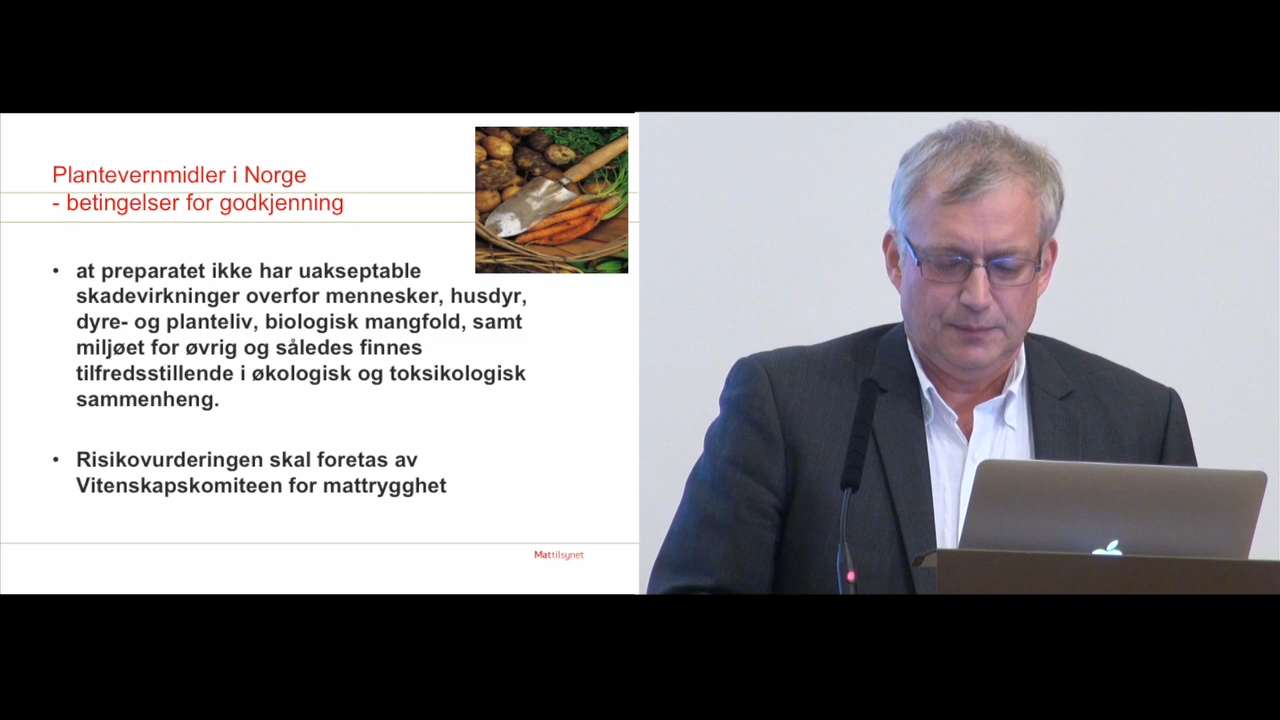 Plantevernmidler i Norge
- betingelser for godkjenning
• at preparatet ikke har uakseptable
skadevirkninger overfor mennesker, husdyr,
dyre- og planteliv, biologisk mangfold, samt
miljøet for øvrig og således finnes
tilfredsstillende i økologisk og toksikologisk
sammenheng.
• Risikovurderingen skal foretas av
Vitenskapskomiteen for mattrygghet
Mattilsynet